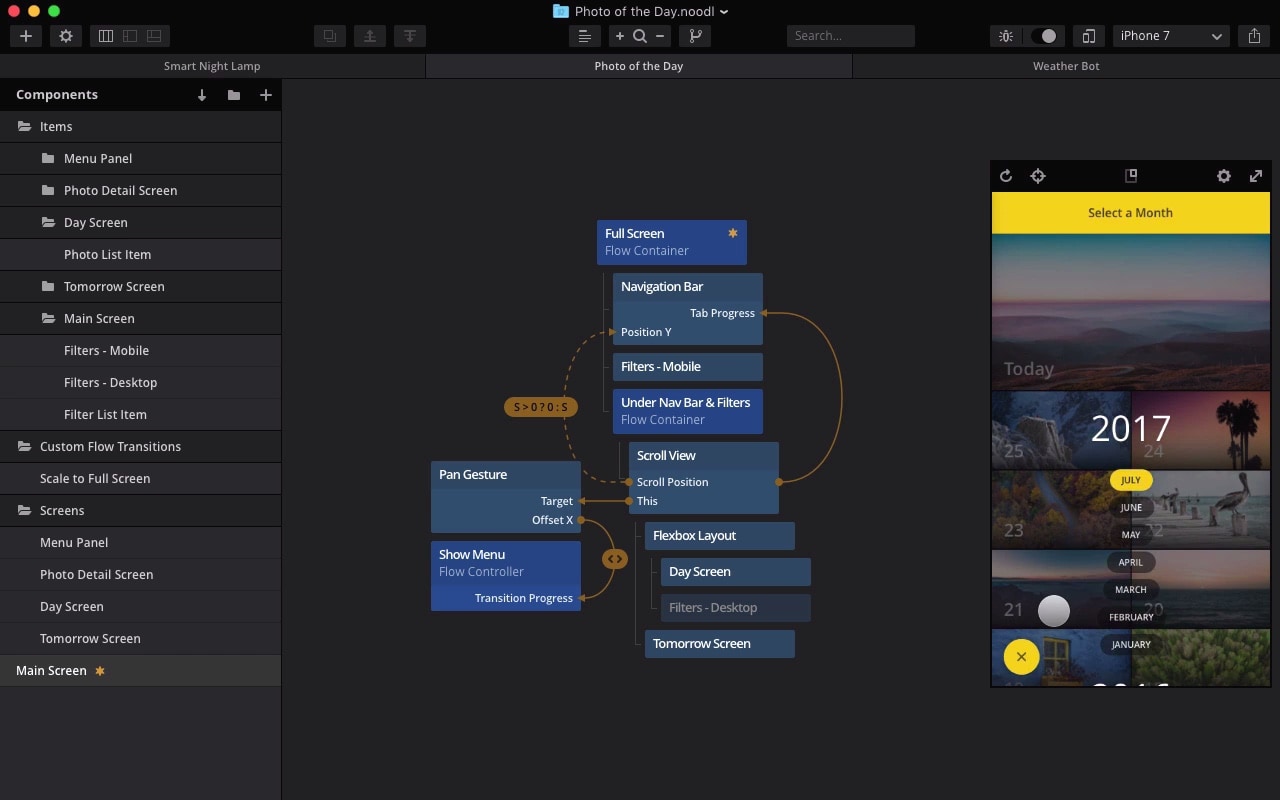 Photo of the Day.noodl
Search...
iPhone 7
Smart Night Lamp
Photo of the Day
Weather Bot
Components
Items
Menu Panel
Photo Detail Screen
Day Screen
Photo List Item
Tomorrow Screen
Main Screen
Filters - Mobile
Filters - Desktop
Filter List Item
Custom Flow Transitions
Scale to Full Screen
Screens
Menu Panel
Photo Detail Screen
Day Screen
Tomorrow Screen
Main Screen
Full Screen
Flow Container
Navigation Bar
Tab Progress
Position Y
Filters - Mobile
S>0?0:S
Under Nav Bar & Filters
Flow Container
Scroll View
Scroll Position
This
Pan Gesture
Target
Offset X
Show Menu
Flow Controller
Transition Progress
Flexbox Layout
Day Screen
Filters - Desktop
Tomorrow Screen
Select a Month
Today
2017
25
24
JULY
JUNE
23
22
MAY
APRIL
MARCH
21
20
FEBRUARY
JANUARY